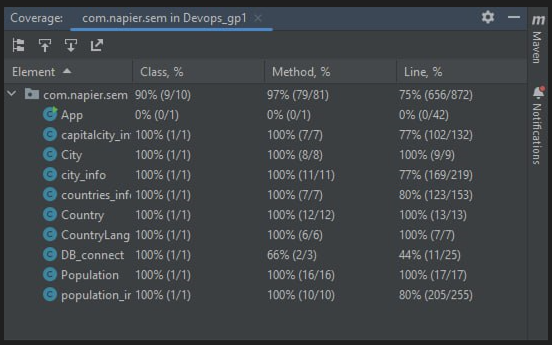 Coverage: com.napier.sem in Devops_gp1
Element Class, % Method, % Line, %
com.napier.sem 90% (9/10) 97% (79/81) 75% (656/872)
App 0% (0/1) 0% (0/1) 0% (0/42)
capitalcity_in 100% (1/1) 100% (7/7) 77% (102/132)
City 100% (1/1) 100% (8/8) 100% (9/9)
city_info 100% (1/1) 100% (11/11) 77% (169/219)
countries_info 100% (1/1) 100% (7/7) 80% (123/153)
Country 100% (1/1) 100% (12/12) 100% (13/13)
CountryLang 100% (1/1) 100% (6/6) 100% (7/7)
DB_connect 100% (1/1) 66% (2/3) 44% (11/25)
Population 100% (1/1) 100% (16/16) 100% (17/17)
population_in 100% (1/1) 100% (10/10) 80% (205/255)
m
Maven
Notifications